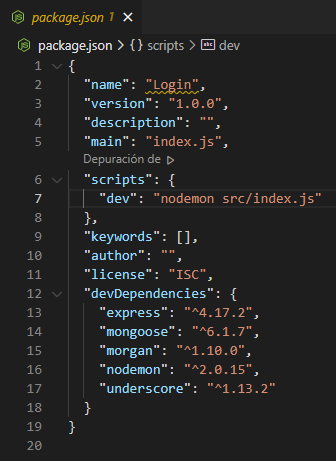 package.json 1 ×
package.json > {} scripts > abc dev
1 {
2 "name": "Login",
3 "version": "1.0.0",
4 "description": "",
5 "main": "index.js",
Depuración de
6 "scripts": {
7 "dev": "nodemon src/index.js"
8 },
9 "keywords": [],
10 "author": "",
11 "license": "ISC",
12 "devDependencies": {
13 "express": "^4.17.2",
14 "mongoose": "^6.1.7",
15 "morgan": "^1.10.0",
16 "nodemon": "^2.0.15",
17 "underscore": "^1.13.2"
18 }
19 }
20